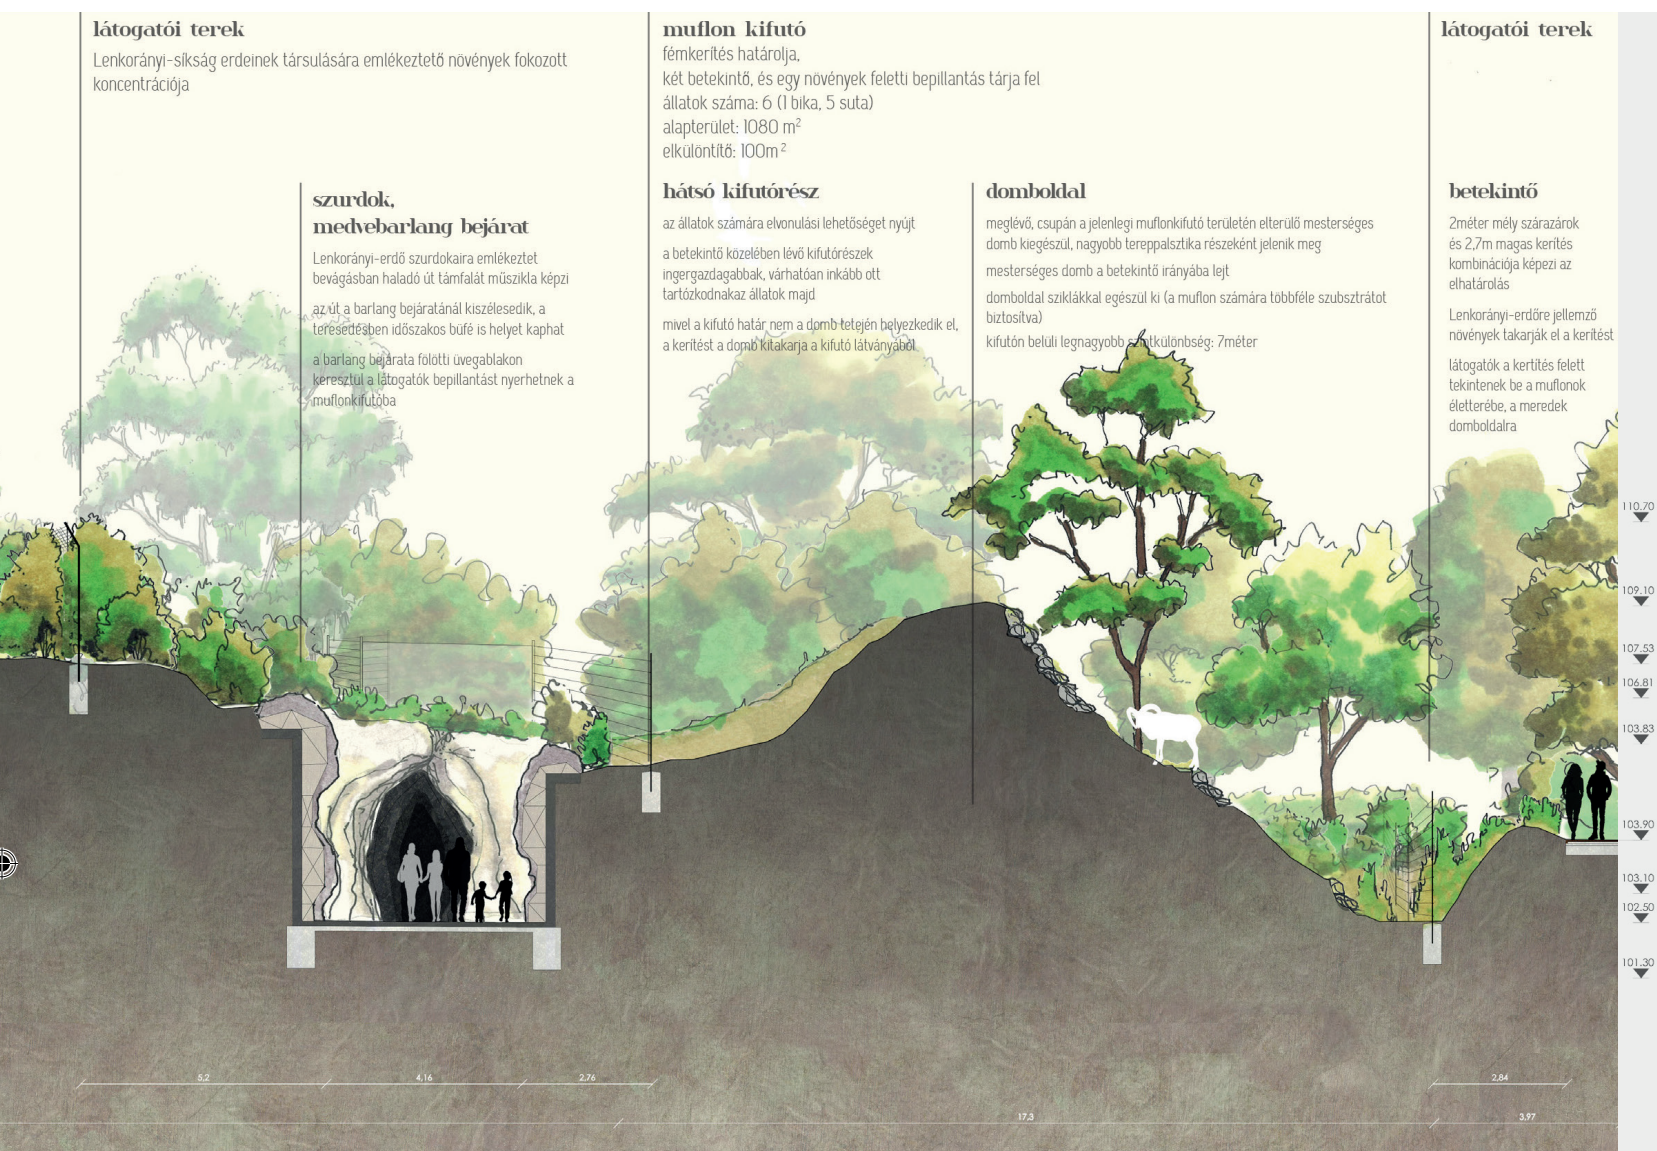 látogatói terek
Lenkorányi-síkság erdeinek társulására emlékeztető növények fokozott
koncentrációja
szurdok,
medvebarlang bejárat
Lenkorányi-erdő szurdokaira emlékeztet
bevágásban haladó út támfalát műszikla képzi
az út a barlang bejáratánál kiszélesedik, a
teresedésben időszakos büfé is helyet kaphat
a barlang bejárata fölötti üvegablakon
keresztül a látogatók bepillantást nyerhetnek a
muflonkifutóba
muflon kifutó
fémkerítés határolja,
két betekintő, és egy növények feletti bepillantás tárja fel
állatok száma: 6 (1 bika, 5 suta)
alapterület: 1080 m²
elkülöntítő: 100m²
hátsó kifutórész
az állatok számára elvonulási lehetőséget nyújt
a betekintő közelében lévő kifutórészek
ingergazdagabbak, várhatóan inkább ott
tartózkodnakaz állatok majd
mivel a kifutó határ nem a domb tetején helyezkedik el,
a kerítést a domb kitakarja a kifutó látványából
domboldal
meglévő, csupán a jelenlegi muflonkifutó területén elterülő mesterséges
domb kiegészül, nagyobb tereppalsztika részeként jelenik meg
mesterséges domb a betekintő irányába lejt
domboldal sziklákkal egészül ki (a muflon számára többféle szubsztrátot
biztosítva)
kifutón belüli legnagyobb szintkülönbség: 7méter
látogatói terek
betekintő
2méter mély szárazárok
és 2,7m magas kerítés
kombinációja képezi az
elhatárolás
Lenkorányi-erdőre jellemző
növények takarják el a kerítést
látogatók a kertítés felett
tekintenek be a muflonok
életterébe, a meredek
domboldalra
110.70
109.10
107.53
106.81
103.83
103.90
103.10
102.50
101.30
5,2
4,16
2,76
2,84
17,3
3,97